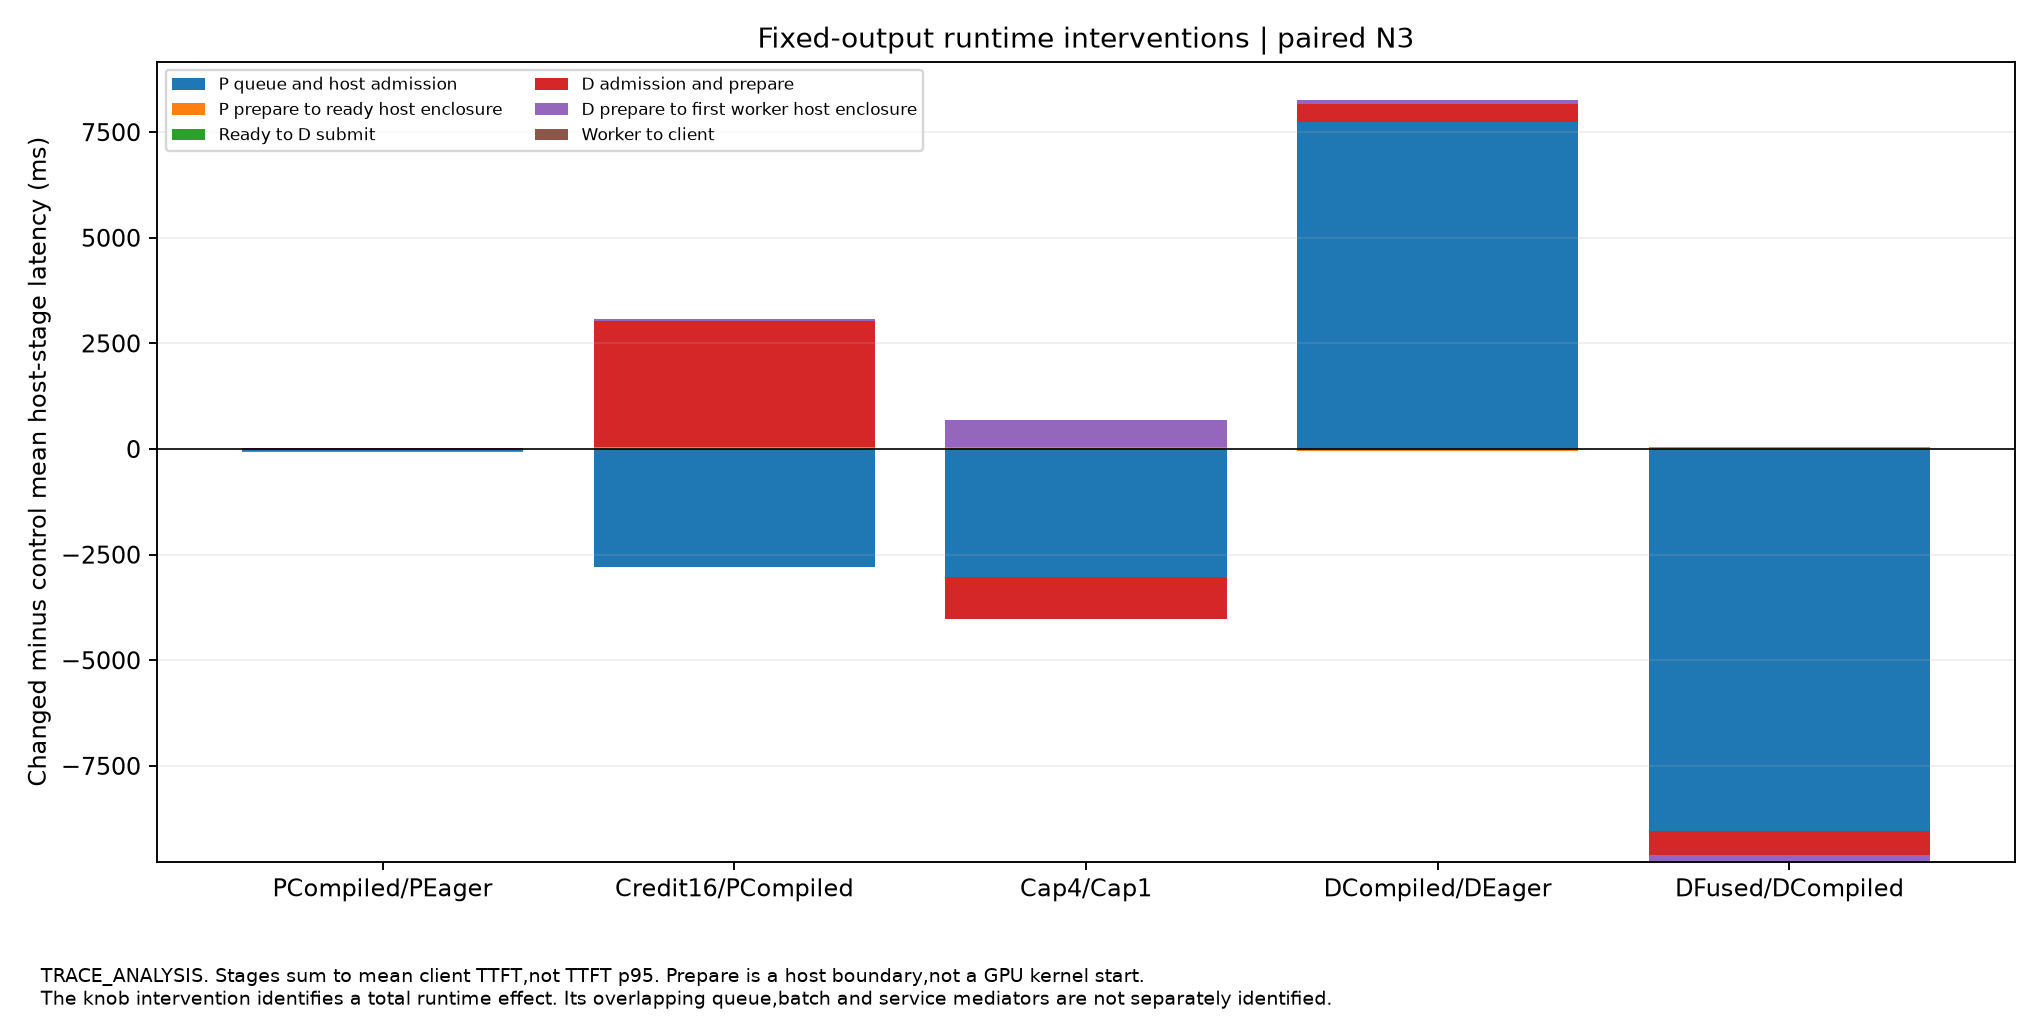 Fixed-output runtime interventions | paired N3
P queue and host admission
P prepare to ready host enclosure
Ready to D submit
D admission and prepare
D prepare to first worker host enclosure
Worker to client
Changed minus control mean host-stage latency (ms)
7500
5000
2500
0
−2500
−5000
−7500
PCompiled/PEager
Credit16/PCompiled
Cap4/Cap1
DCompiled/DEager
DFused/DCompiled
TRACE_ANALYSIS. Stages sum to mean client TTFT,not TTFT p95. Prepare is a host boundary,not a GPU kernel start.
The knob intervention identifies a total runtime effect. Its overlapping queue,batch and service mediators are not separately identified.